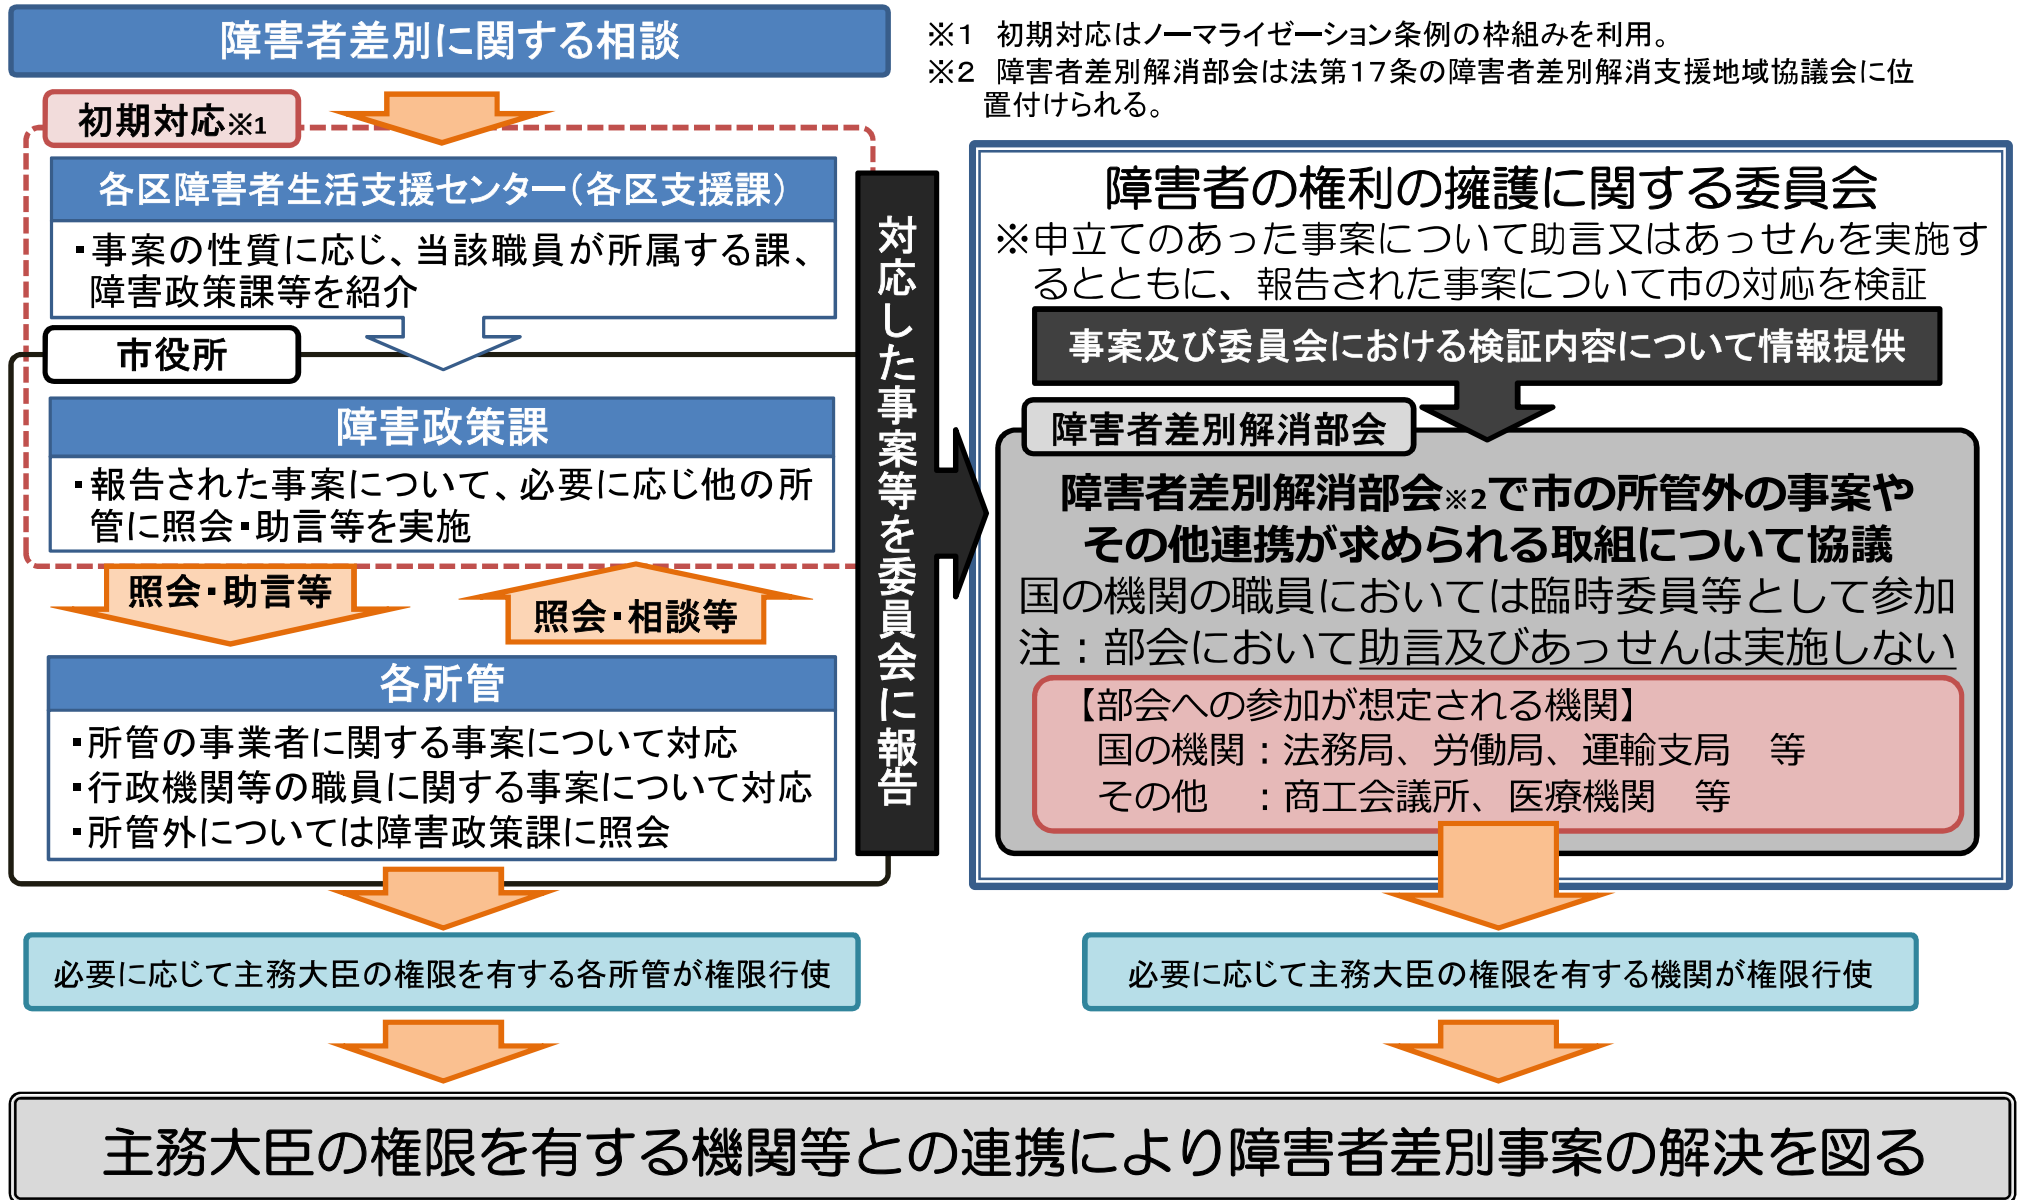 障害者差別に関する相談
※1　初期対応はノーマライゼーション条例の枠組みを利用。
※2　障害者差別解消部会は法第17条の障害者差別解消支援地域協議会に位
置付けられる。
初期対応※1
各区障害者生活支援センター（各区支援課）
・事案の性質に応じ、当該職員が所属する課、
障害政策課等を紹介
市役所
障害政策課
・報告された事案について、必要に応じ他の所
管に照会・助言等を実施
照会・助言等
照会・相談等
各所管
・所管の事業者に関する事案について対応
・行政機関等の職員に関する事案について対応
・所管外については障害政策課に照会
対応した事案等を委員会に報告
障害者の権利の擁護に関する委員会
※申立てのあった事案について助言又はあっせんを実施す
るとともに、報告された事案について市の対応を検証
事案及び委員会における検証内容について情報提供
障害者差別解消部会
障害者差別解消部会※2で市の所管外の事案や
その他連携が求められる取組について協議
国の機関の職員においては臨時委員等として参加
注：部会において助言及びあっせんは実施しない
【部会への参加が想定される機関】
国の機関：法務局、労働局、運輸支局　等
その他　：商工会議所、医療機関　等
必要に応じて主務大臣の権限を有する各所管が権限行使
必要に応じて主務大臣の権限を有する機関が権限行使
主務大臣の権限を有する機関等との連携により障害者差別事案の解決を図る